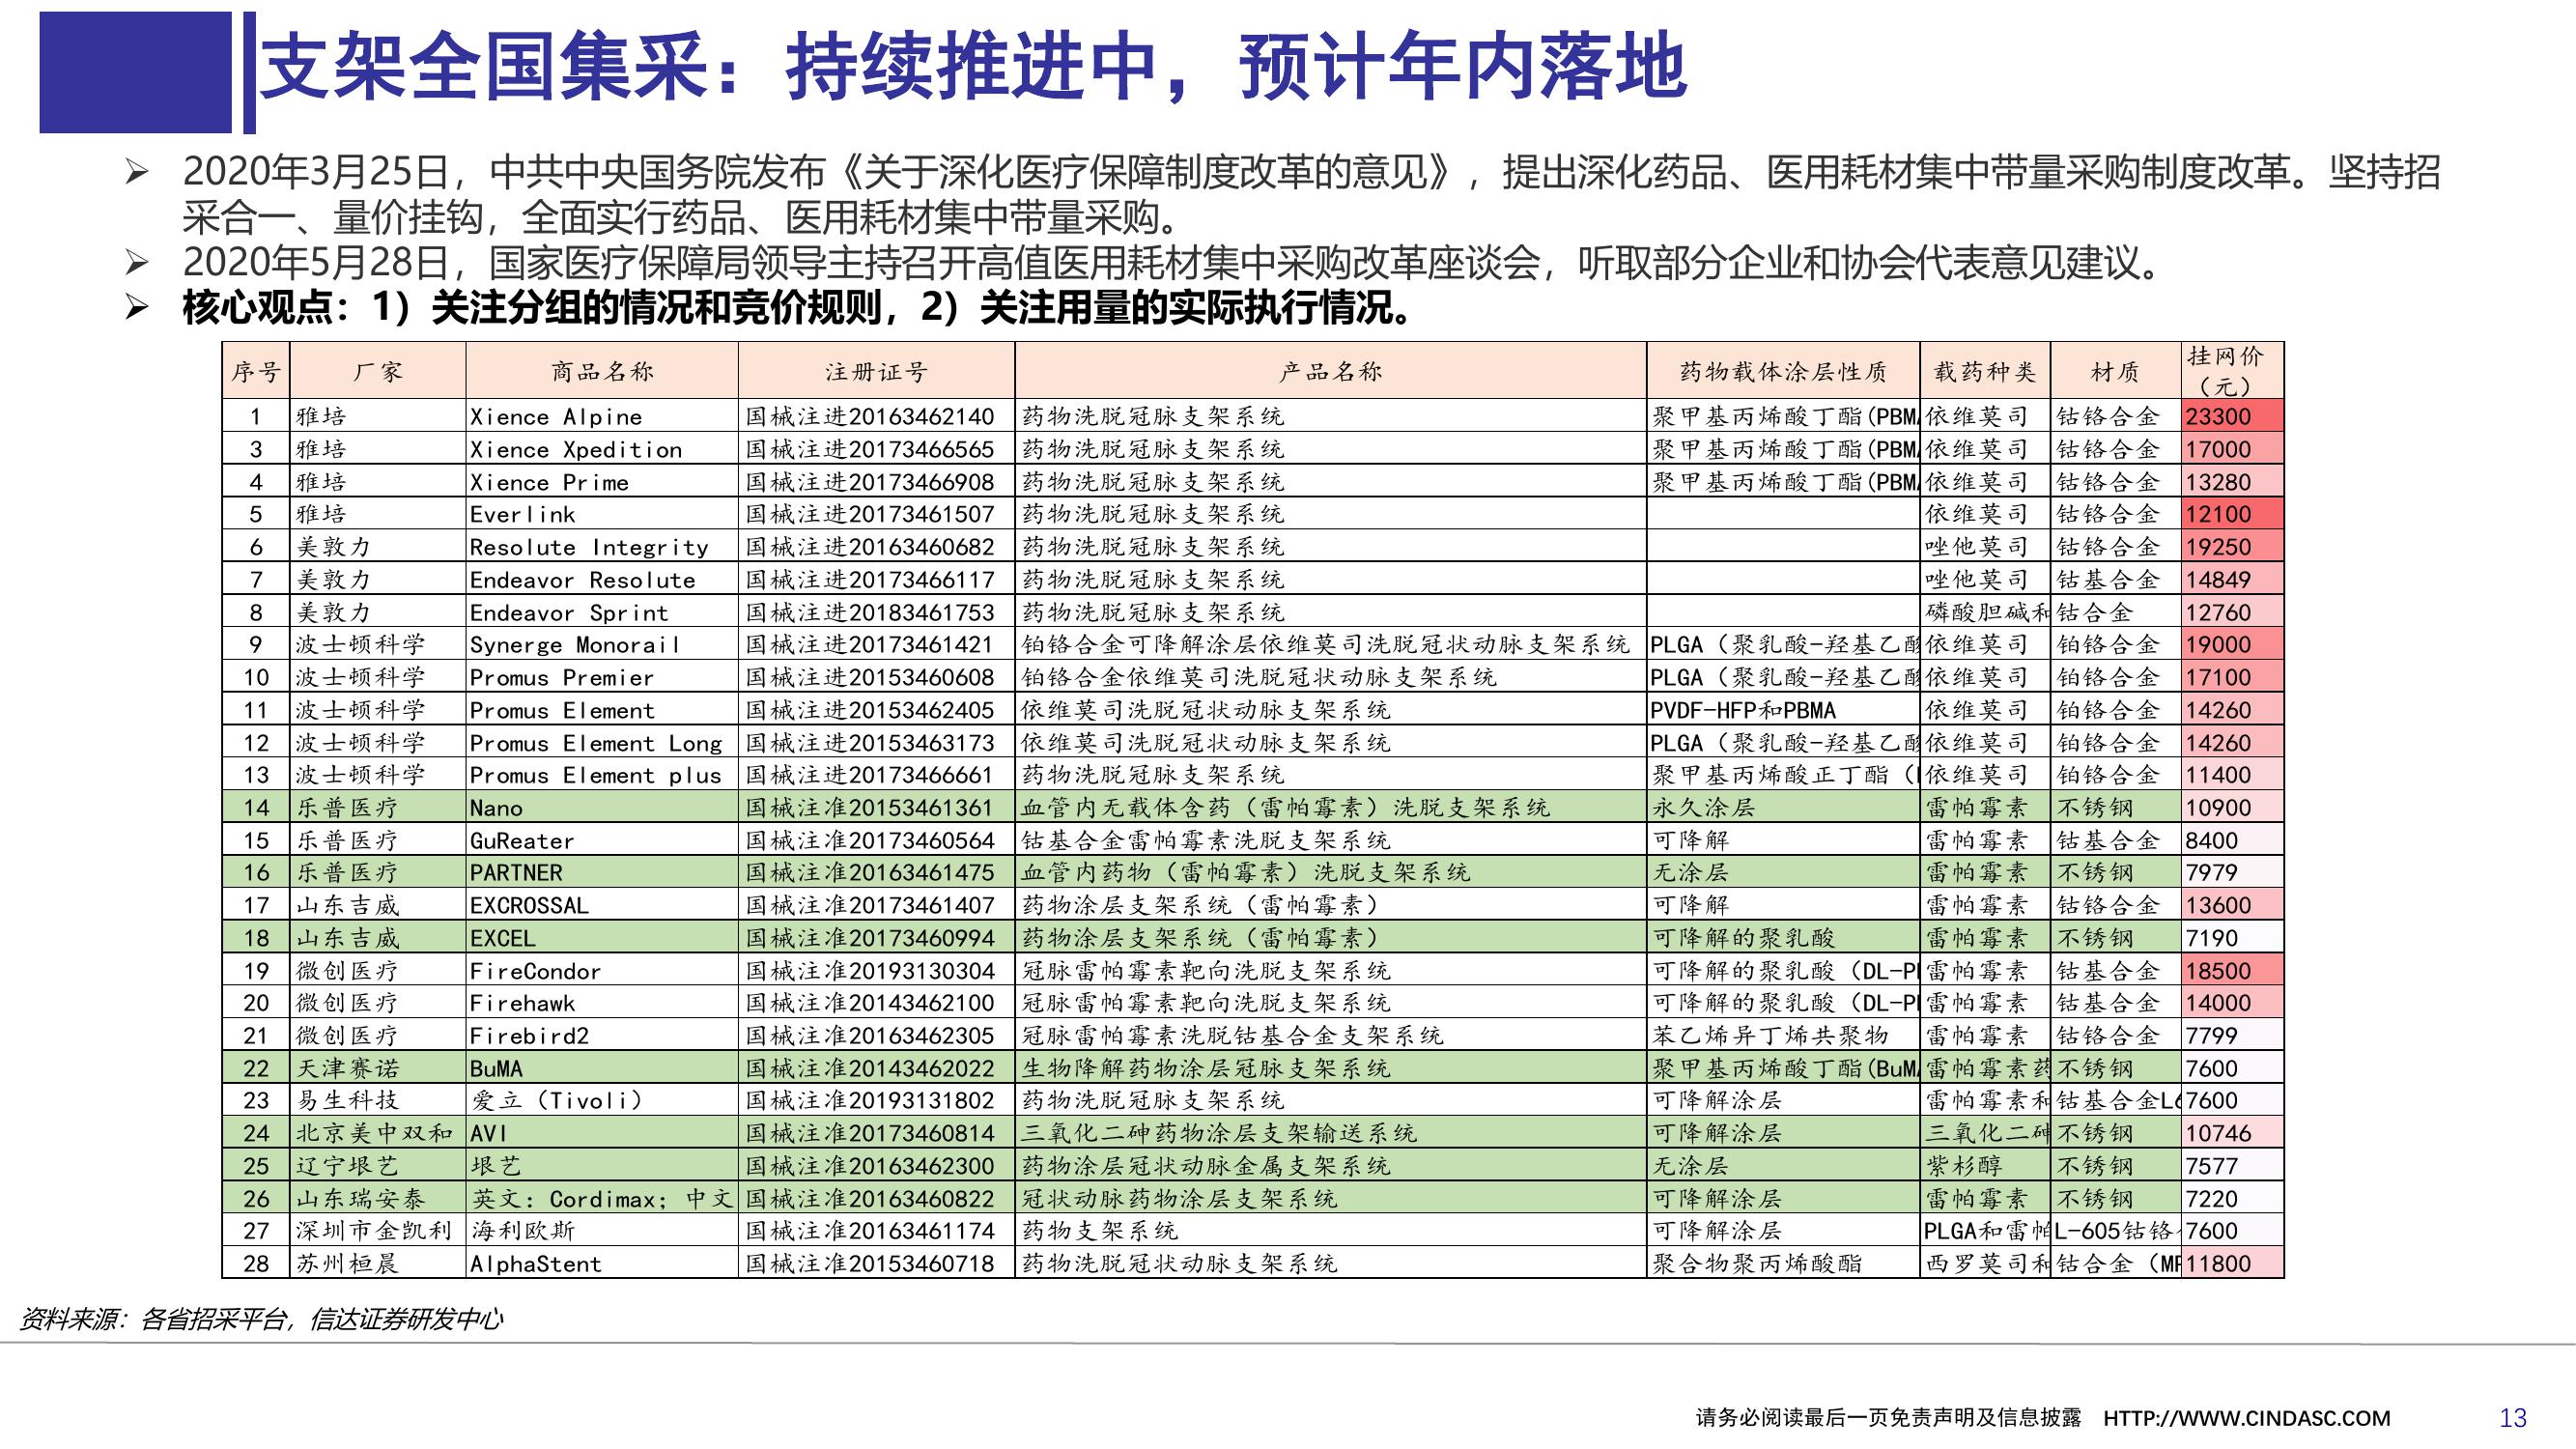 支架全国集采：持续推进中，预计年内落地
➢ 2020年3月25日，中共中央国务院发布《关于深化医疗保障制度改革的意见》，提出深化药品、医用耗材集中带量采购制度改革。坚持招
采合一、量价挂钩，全面实行药品、医用耗材集中带量采购。
➢ 2020年5月28日，国家医疗保障局领导主持召开高值医用耗材集中采购改革座谈会，听取部分企业和协会代表意见建议。
➢ 核心观点：1）关注分组的情况和竞价规则，2）关注用量的实际执行情况。
序号 厂家 商品名称 注册证号 产品名称 药物载体涂层性质 载药种类 材质 挂网价（元）
1 雅培 Xience Alpine 国械注进20163462140 药物洗脱冠脉支架系统 聚甲基丙烯酸丁酯(PBM 依维莫司 钴铬合金 23300
3 雅培 Xience Xpedition 国械注进20173466565 药物洗脱冠脉支架系统 聚甲基丙烯酸丁酯(PBM 依维莫司 钴铬合金 17000
4 雅培 Xience Prime 国械注进20173466908 药物洗脱冠脉支架系统 聚甲基丙烯酸丁酯(PBM 依维莫司 钴铬合金 13280
5 雅培 Everlink 国械注进20173461507 药物洗脱冠脉支架系统 依维莫司 钴铬合金 12100
6 美敦力 Resolute Integrity 国械注进20163460682 药物洗脱冠脉支架系统 唑他莫司 钴铬合金 19250
7 美敦力 Endeavor Resolute 国械注进20173466117 药物洗脱冠脉支架系统 唑他莫司 钴基合金 14849
8 美敦力 Endeavor Sprint 国械注进20183461753 药物洗脱冠脉支架系统 磷酸胆碱和 钴合金 12760
9 波士顿科学 Synerge Monorail 国械注进20173461421 铂铬合金可降解涂层依维莫司洗脱冠状动脉支架系统 PLGA（聚乳酸-羟基乙酸 依维莫司 铂铬合金 19000
10 波士顿科学 Promus Premier 国械注进20153460608 铂铬合金依维莫司洗脱冠状动脉支架系统 PLGA（聚乳酸-羟基乙酸 依维莫司 铂铬合金 17100
11 波士顿科学 Promus Element 国械注进20153462405 依维莫司洗脱冠状动脉支架系统 PVDF-HFP和PBMA 依维莫司 铂铬合金 14260
12 波士顿科学 Promus Element Long 国械注进20153463173 依维莫司洗脱冠状动脉支架系统 PLGA（聚乳酸-羟基乙酸 依维莫司 铂铬合金 14260
13 波士顿科学 Promus Element plus 国械注进20173466661 药物洗脱冠脉支架系统 聚甲基丙烯酸正丁酯（ 依维莫司 铂铬合金 11400
14 乐普医疗 Nano 国械注准20153461361 血管内无载体含药（雷帕霉素）洗脱支架系统 永久涂层 雷帕霉素 不锈钢 10900
15 乐普医疗 GuReater 国械注准20173460564 钴基合金雷帕霉素洗脱支架系统 可降解 雷帕霉素 钴基合金 8400
16 乐普医疗 PARTNER 国械注准20163461475 血管内药物（雷帕霉素）洗脱支架系统 无涂层 雷帕霉素 不锈钢 7979
17 山东吉威 EXCROSSAL 国械注准20173461407 药物涂层支架系统（雷帕霉素） 可降解 雷帕霉素 钴铬合金 13600
18 山东吉威 EXCEL 国械注准20173460994 药物涂层支架系统（雷帕霉素） 可降解的聚乳酸 雷帕霉素 不锈钢 7190
19 微创医疗 FireCondor 国械注准20193130304 冠脉雷帕霉素靶向洗脱支架系统 可降解的聚乳酸（DL-P 雷帕霉素 钴基合金 18500
20 微创医疗 Firehawk 国械注准20143462100 冠脉雷帕霉素靶向洗脱支架系统 可降解的聚乳酸（DL-P 雷帕霉素 钴基合金 14000
21 微创医疗 Firebird2 国械注准20163462305 冠脉雷帕霉素洗脱钴基合金支架系统 苯乙烯异丁烯共聚物 雷帕霉素 钴铬合金 7799
22 天津赛诺 BuMA 国械注准20143462022 生物降解药物涂层冠脉支架系统 聚甲基丙烯酸丁酯(BuM 雷帕霉素药 不锈钢 7600
23 易生科技 爱立（Tivoli） 国械注准20193131802 药物洗脱冠脉支架系统 可降解涂层 雷帕霉素和 钴基合金L6 7600
24 北京美中双和 AVI 国械注准20173460814 三氧化二砷药物涂层支架输送系统 可降解涂层 三氧化二砷 不锈钢 10746
25 辽宁垠艺 垠艺 国械注准20163462300 药物涂层冠状动脉金属支架系统 无涂层 紫杉醇 不锈钢 7577
26 山东瑞安泰 英文：Cordimax；中文 国械注准20163460822 冠状动脉药物涂层支架系统 可降解涂层 雷帕霉素 不锈钢 7220
27 深圳市金凯利 海利欧斯 国械注准20163461174 药物支架系统 可降解涂层 PLGA和雷帕 L-605钴铬 7600
28 苏州桓晨 AlphaStent 国械注准20153460718 药物洗脱冠状动脉支架系统 聚合物聚丙烯酸酯 西罗莫司和 钴合金（MP 11800
资料来源：各省招采平台，信达证券研发中心
请务必阅读最后一页免责声明及信息披露 HTTP://WWW.CINDASC.COM 13